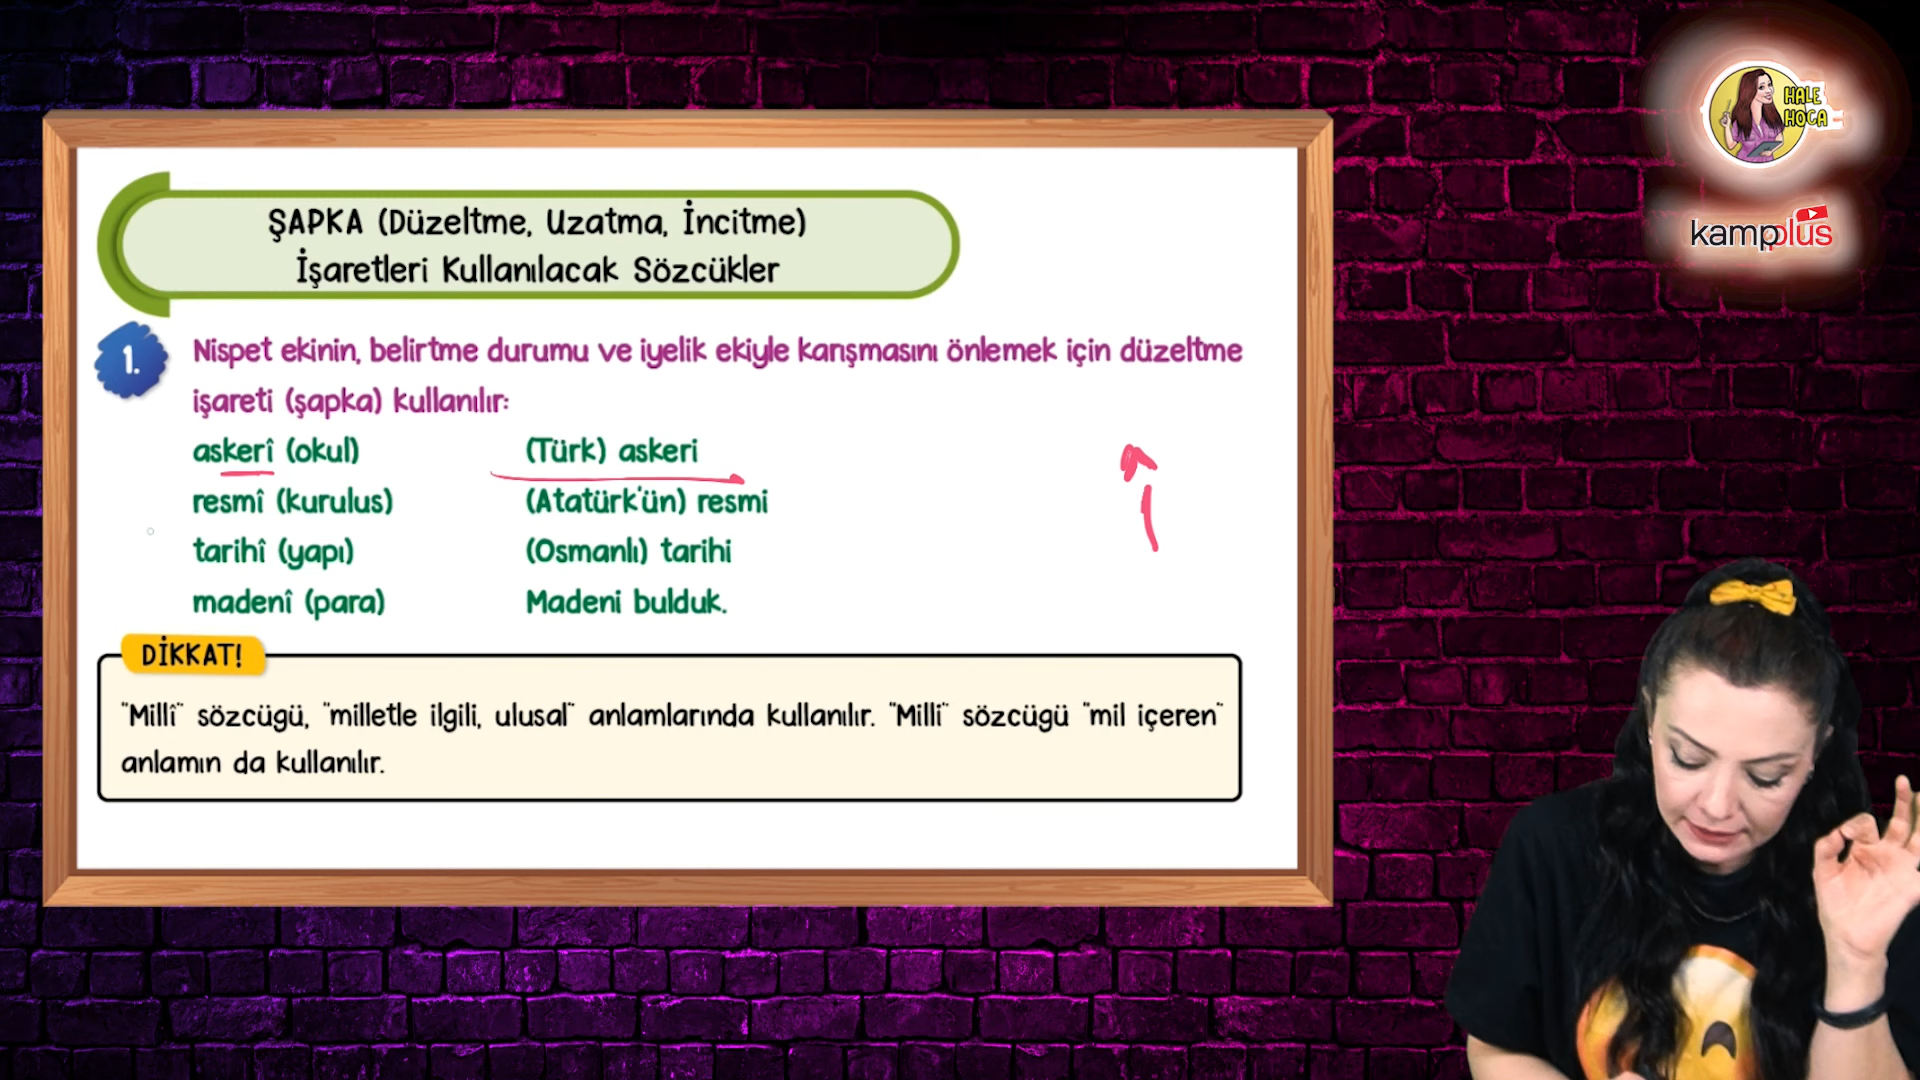 ŞAPKA (Düzeltme, Uzatma, İncitme)
İşaretleri Kullanılacak Sözcükler
1. Nispet ekinin, belirtme durumu ve iyelik ekiyle karışmasını önlemek için düzeltme
işareti (şapka) kullanılır:
askerî (okul) (Türk) askeri
resmî (kurulus) (Atatürk'ün) resmi
tarihî (yapı) (Osmanlı) tarihi
madenî (para) Madeni bulduk.
DİKKAT!
"Millî" sözcügü, "milletle ilgili, ulusal" anlamlarında kullanılır. "Milli" sözcügü "mil içeren"
anlamın da kullanılır.
HALE
HOCA
kampplus